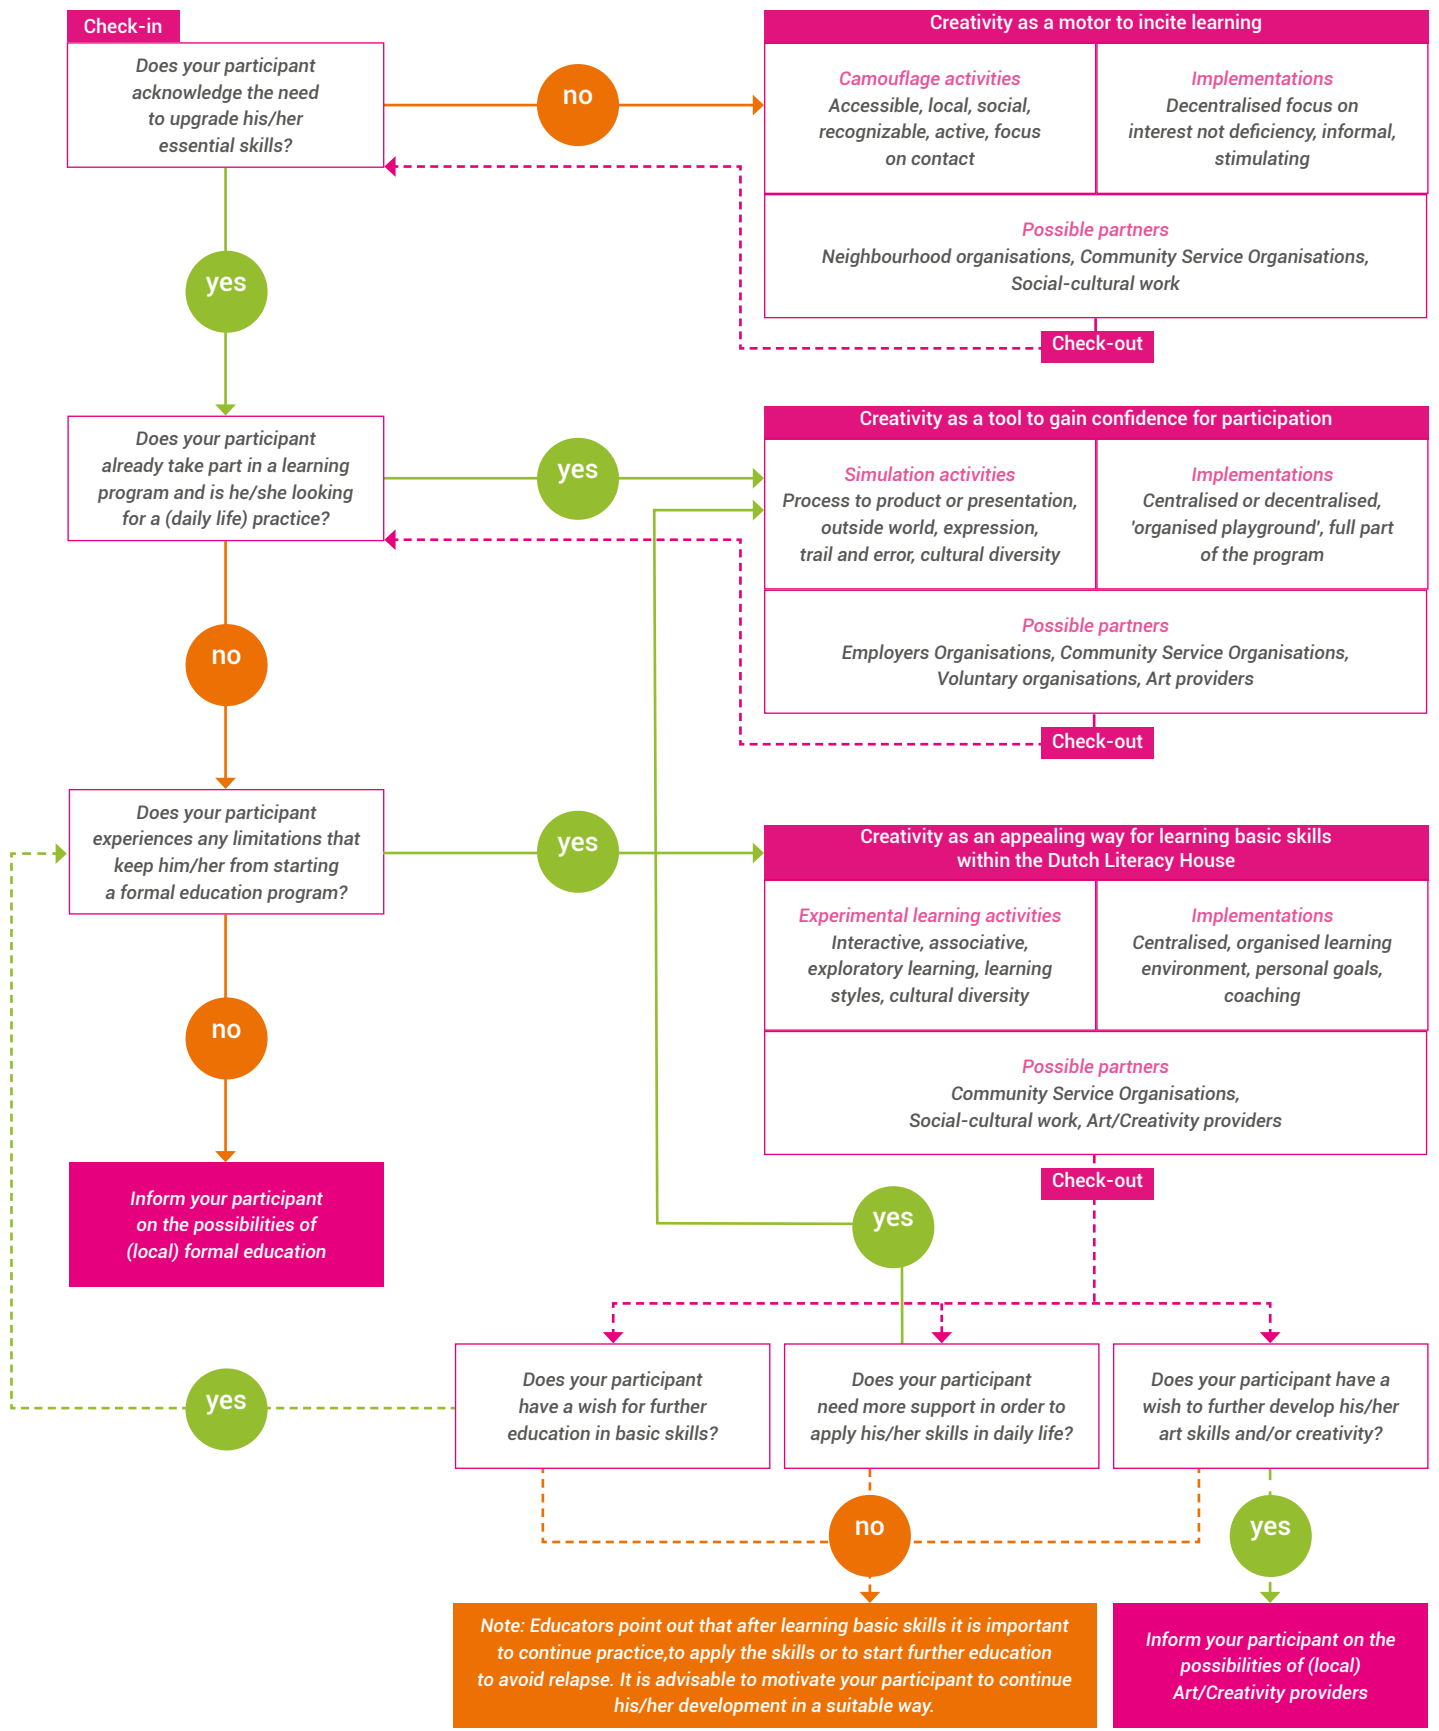 Check-in
Does your participant
acknowledge the need
to upgrade his/her
essential skills?
no
Creativity as a motor to incite learning
Camouflage activities
Accessible, local, social,
recognizable, active, focus
on contact
Implementations
Decentralised focus on
interest not deficiency, informal,
stimulating
Possible partners
Neighbourhood organisations, Community Service Organisations,
Social-cultural work
Check-out
yes
Does your participant
already take part in a learning
program and is he/she looking
for a (daily life) practice?
yes
Creativity as a tool to gain confidence for participation
Simulation activities
Process to product or presentation,
outside world, expression,
trail and error, cultural diversity
Implementations
Centralised or decentralised,
'organised playground', full part
of the program
Possible partners
Employers Organisations, Community Service Organisations,
Voluntary organisations, Art providers
Check-out
no
Does your participant
experiences any limitations that
keep him/her from starting
a formal education program?
yes
Creativity as an appealing way for learning basic skills
within the Dutch Literacy House
Experimental learning activities
Interactive, associative,
exploratory learning, learning
styles, cultural diversity
Implementations
Centralised, organised learning
environment, personal goals,
coaching
Possible partners
Community Service Organisations,
Social-cultural work, Art/Creativity providers
Check-out
no
Inform your participant
on the possibilities of
(local) formal education
yes
yes
Does your participant
have a wish for further
education in basic skills?
Does your participant
need more support in order to
apply his/her skills in daily life?
Does your participant have a
wish to further develop his/her
art skills and/or creativity?
no
yes
Note: Educators point out that after learning basic skills it is important
to continue practice,to apply the skills or to start further education
to avoid relapse. It is advisable to motivate your participant to continue
his/her development in a suitable way.
Inform your participant on the
possibilities of (local)
Art/Creativity providers